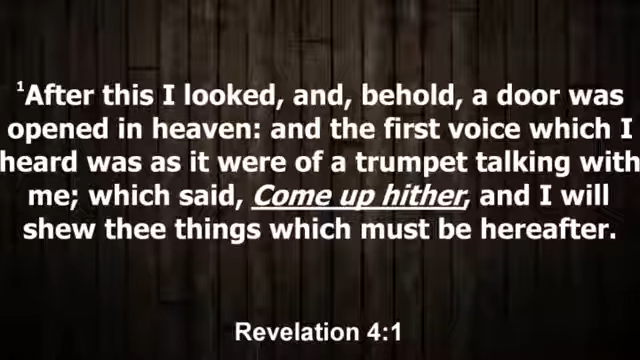 ¹After this I looked, and, behold, a door was
opened in heaven: and the first voice which I
heard was as it were of a trumpet talking with
me; which said, Come up hither, and I will
shew thee things which must be hereafter.
Revelation 4:1